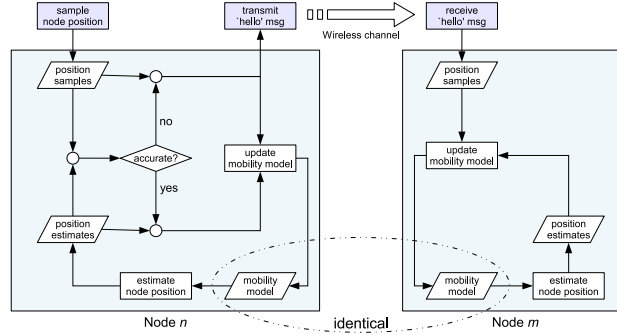 sample
node position
transmit
`hello' msg
Wireless channel
receive
`hello' msg
position
samples
no
accurate?
yes
update
mobility model
position
estimates
estimate
node position
mobility
model
Node n
identical
position
samples
update
mobility model
position
estimates
mobility
model
estimate
node position
Node m